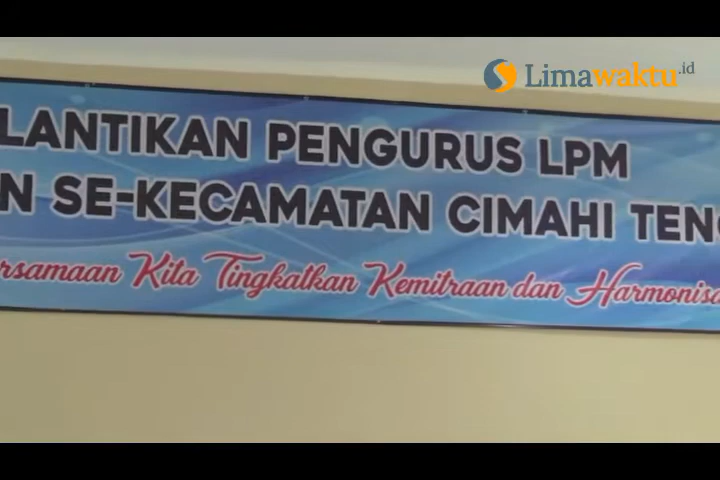 Limawaktu.id
LANTIKAN PENGURUS LPM
N SE-KECAMATAN CIMAHI TENG
rsamaan Kita Tingkatkan Kemitraan dan Harmonisa